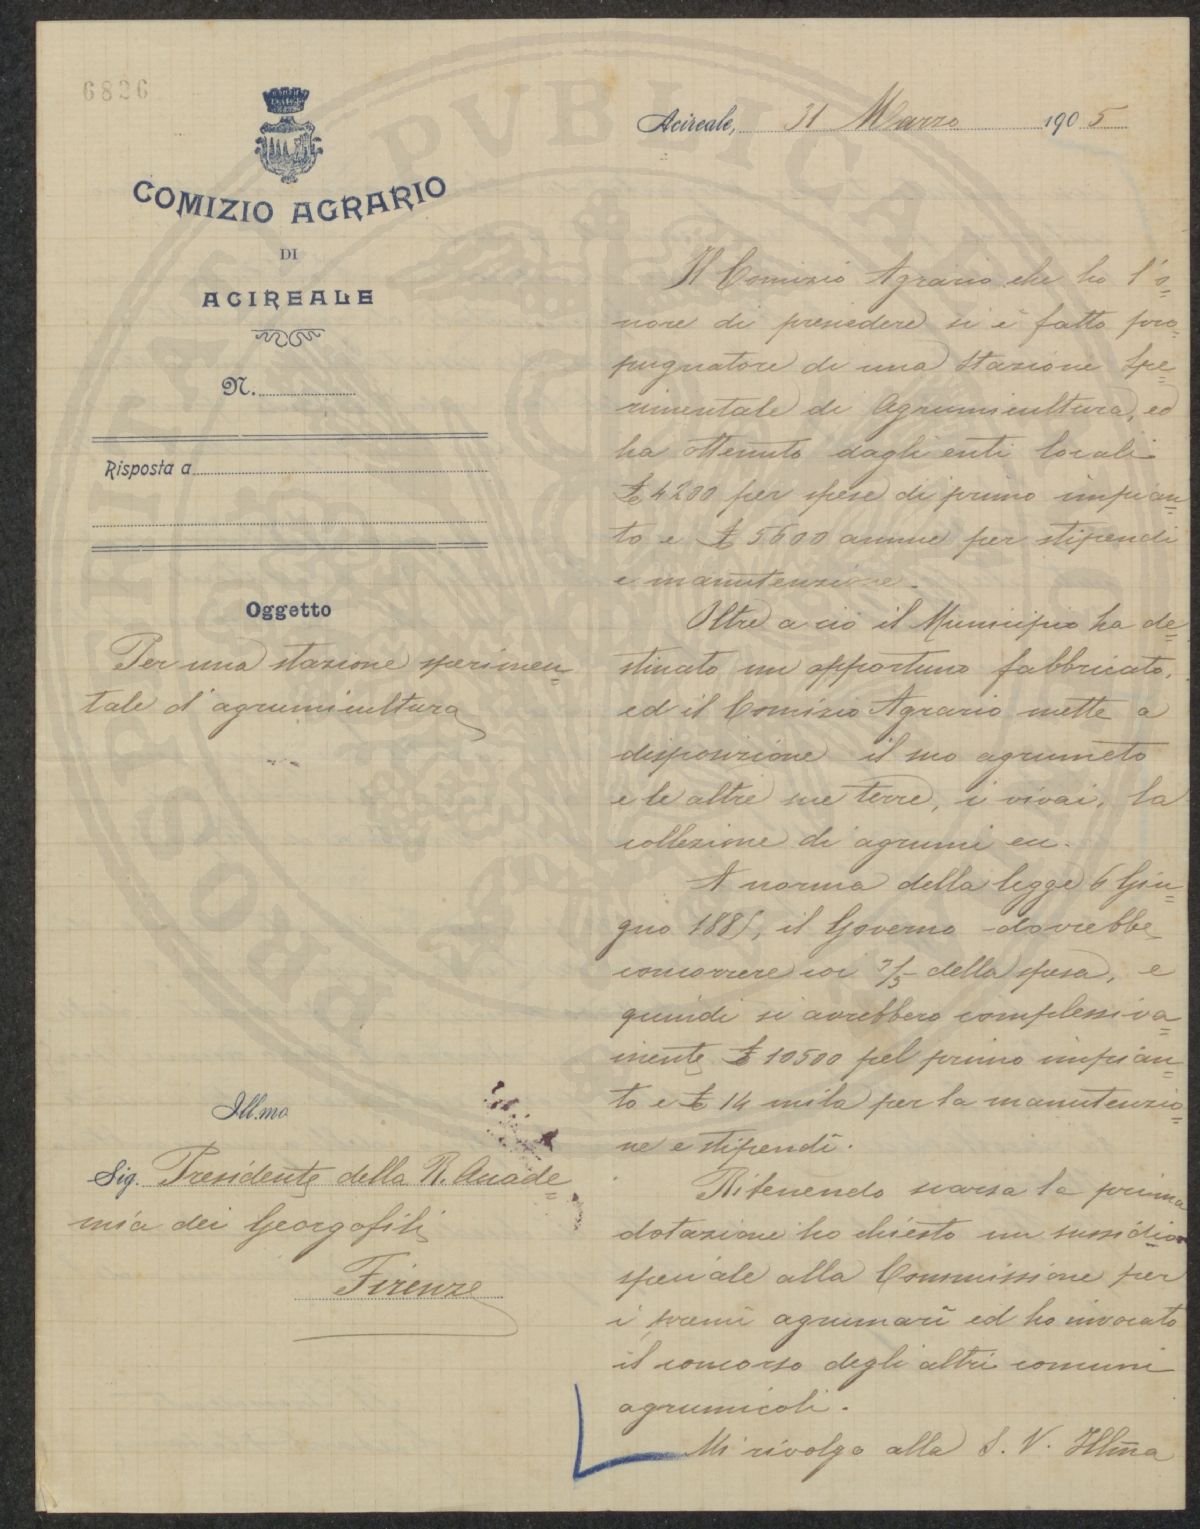 6826
COMIZIO AGRARIO
DI
ACIREALE
N.
Risposta a
Oggetto
Per una stazione sperimen=
tale d'agrumicultura
Ill.mo
Sig. Presidente della R. Accade=
mia dei Georgofili
Firenze
Acireale, 31 Marzo 1905
Il Comizio Agrario che ho l'o=
nore di presiedere si è fatto pro=
pugnatore di una Stazione Spe=
rimentale di Agrumicultura, ed
ha ottenuto dagli enti locali
£ 4200 per spese di primo impian=
to e £ 5600 annue per stipendi
e manutenzione.
Oltre a ciò il Municipio ha de=
stinato un opportuno fabbricato,
ed il Comizio Agrario mette a
disposizione il suo agrumeto
e le altre sue terre, i vivai, la
collezione di agrumi ecc.
A norma della legge 6 Giu=
gno 1885, il Governo dovrebbe
concorrere coi 3/5 della spesa, e
quindi si avrebbero complessiva=
mente £ 10500 pel primo impian=
to e £ 14 mila per la manutenzio=
ne e stipendî.
Ritenendo scarsa la prima
dotazione ho chiesto un sussidio
speciale alla Commissione per
i premî agrumarî ed ho invocato
il concorso degli altri comuni
agrumicoli.
Mi rivolgo alla S. V. Illma
PVBLICAE